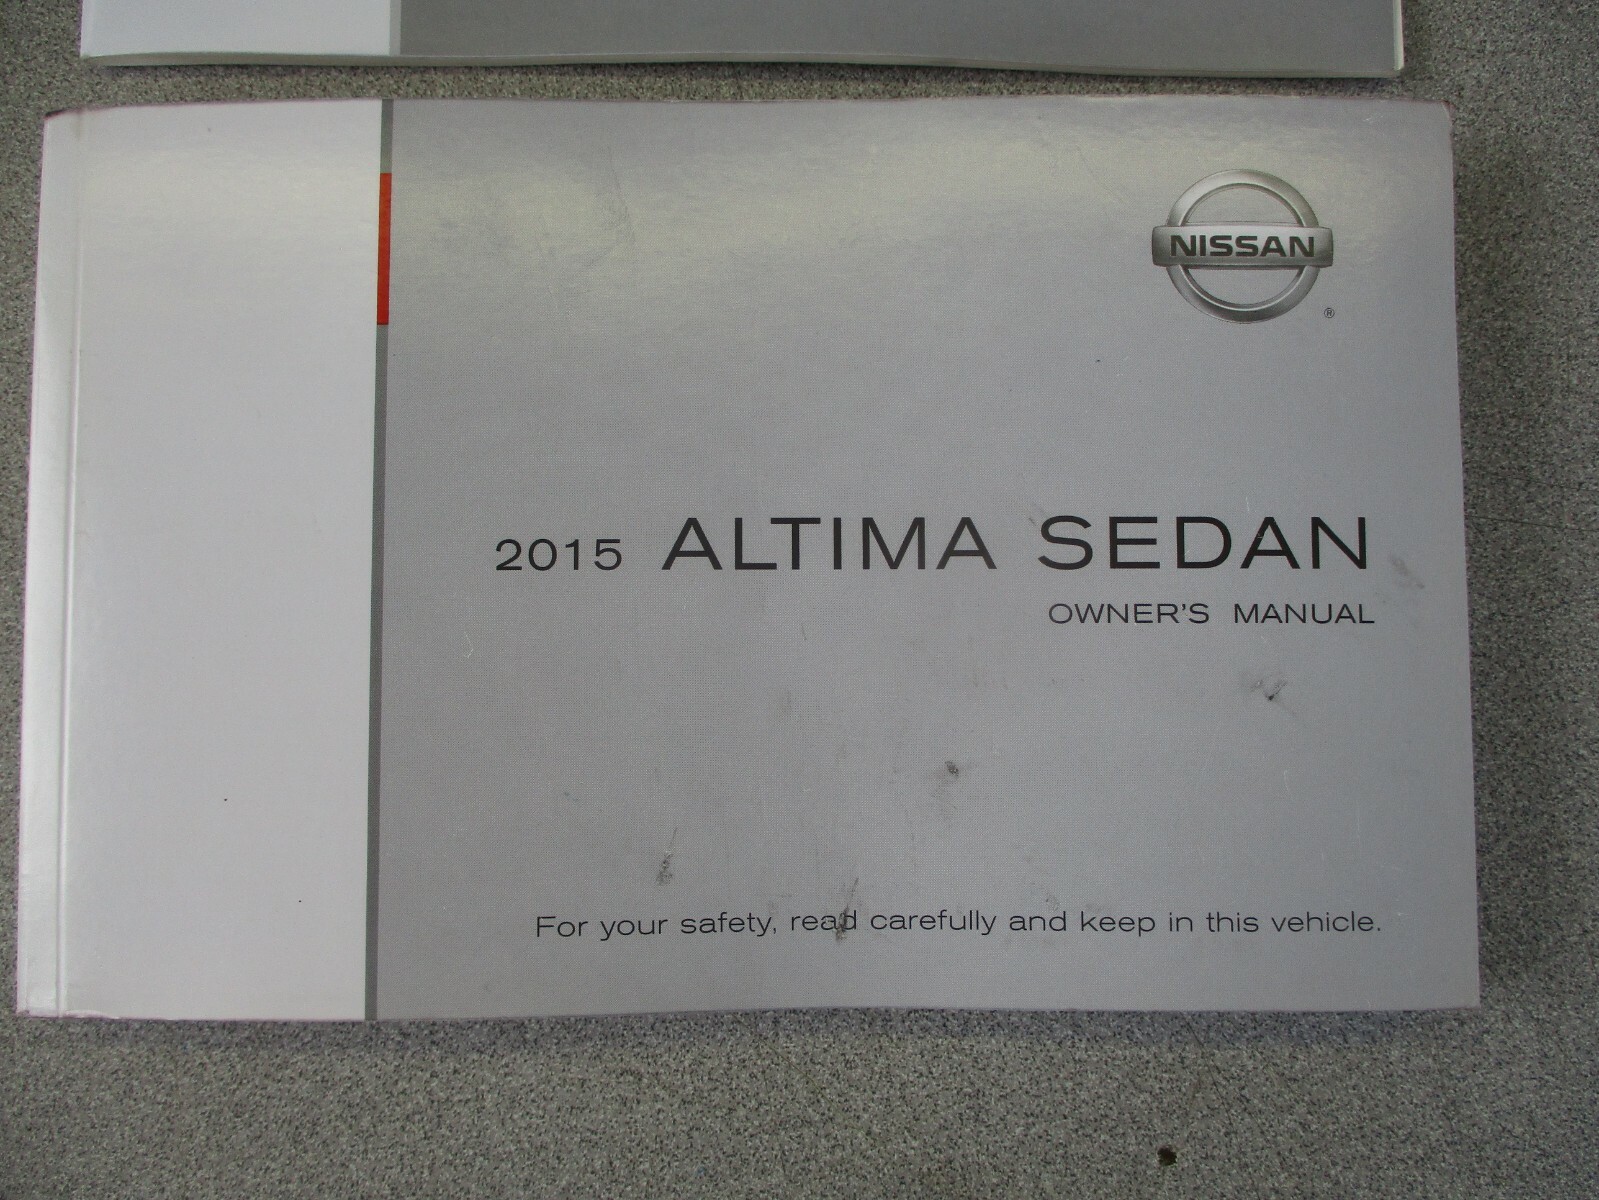 NISSAN
®
2015 ALTIMA SEDAN
OWNER'S MANUAL
For your safety, read carefully and keep in this vehicle.